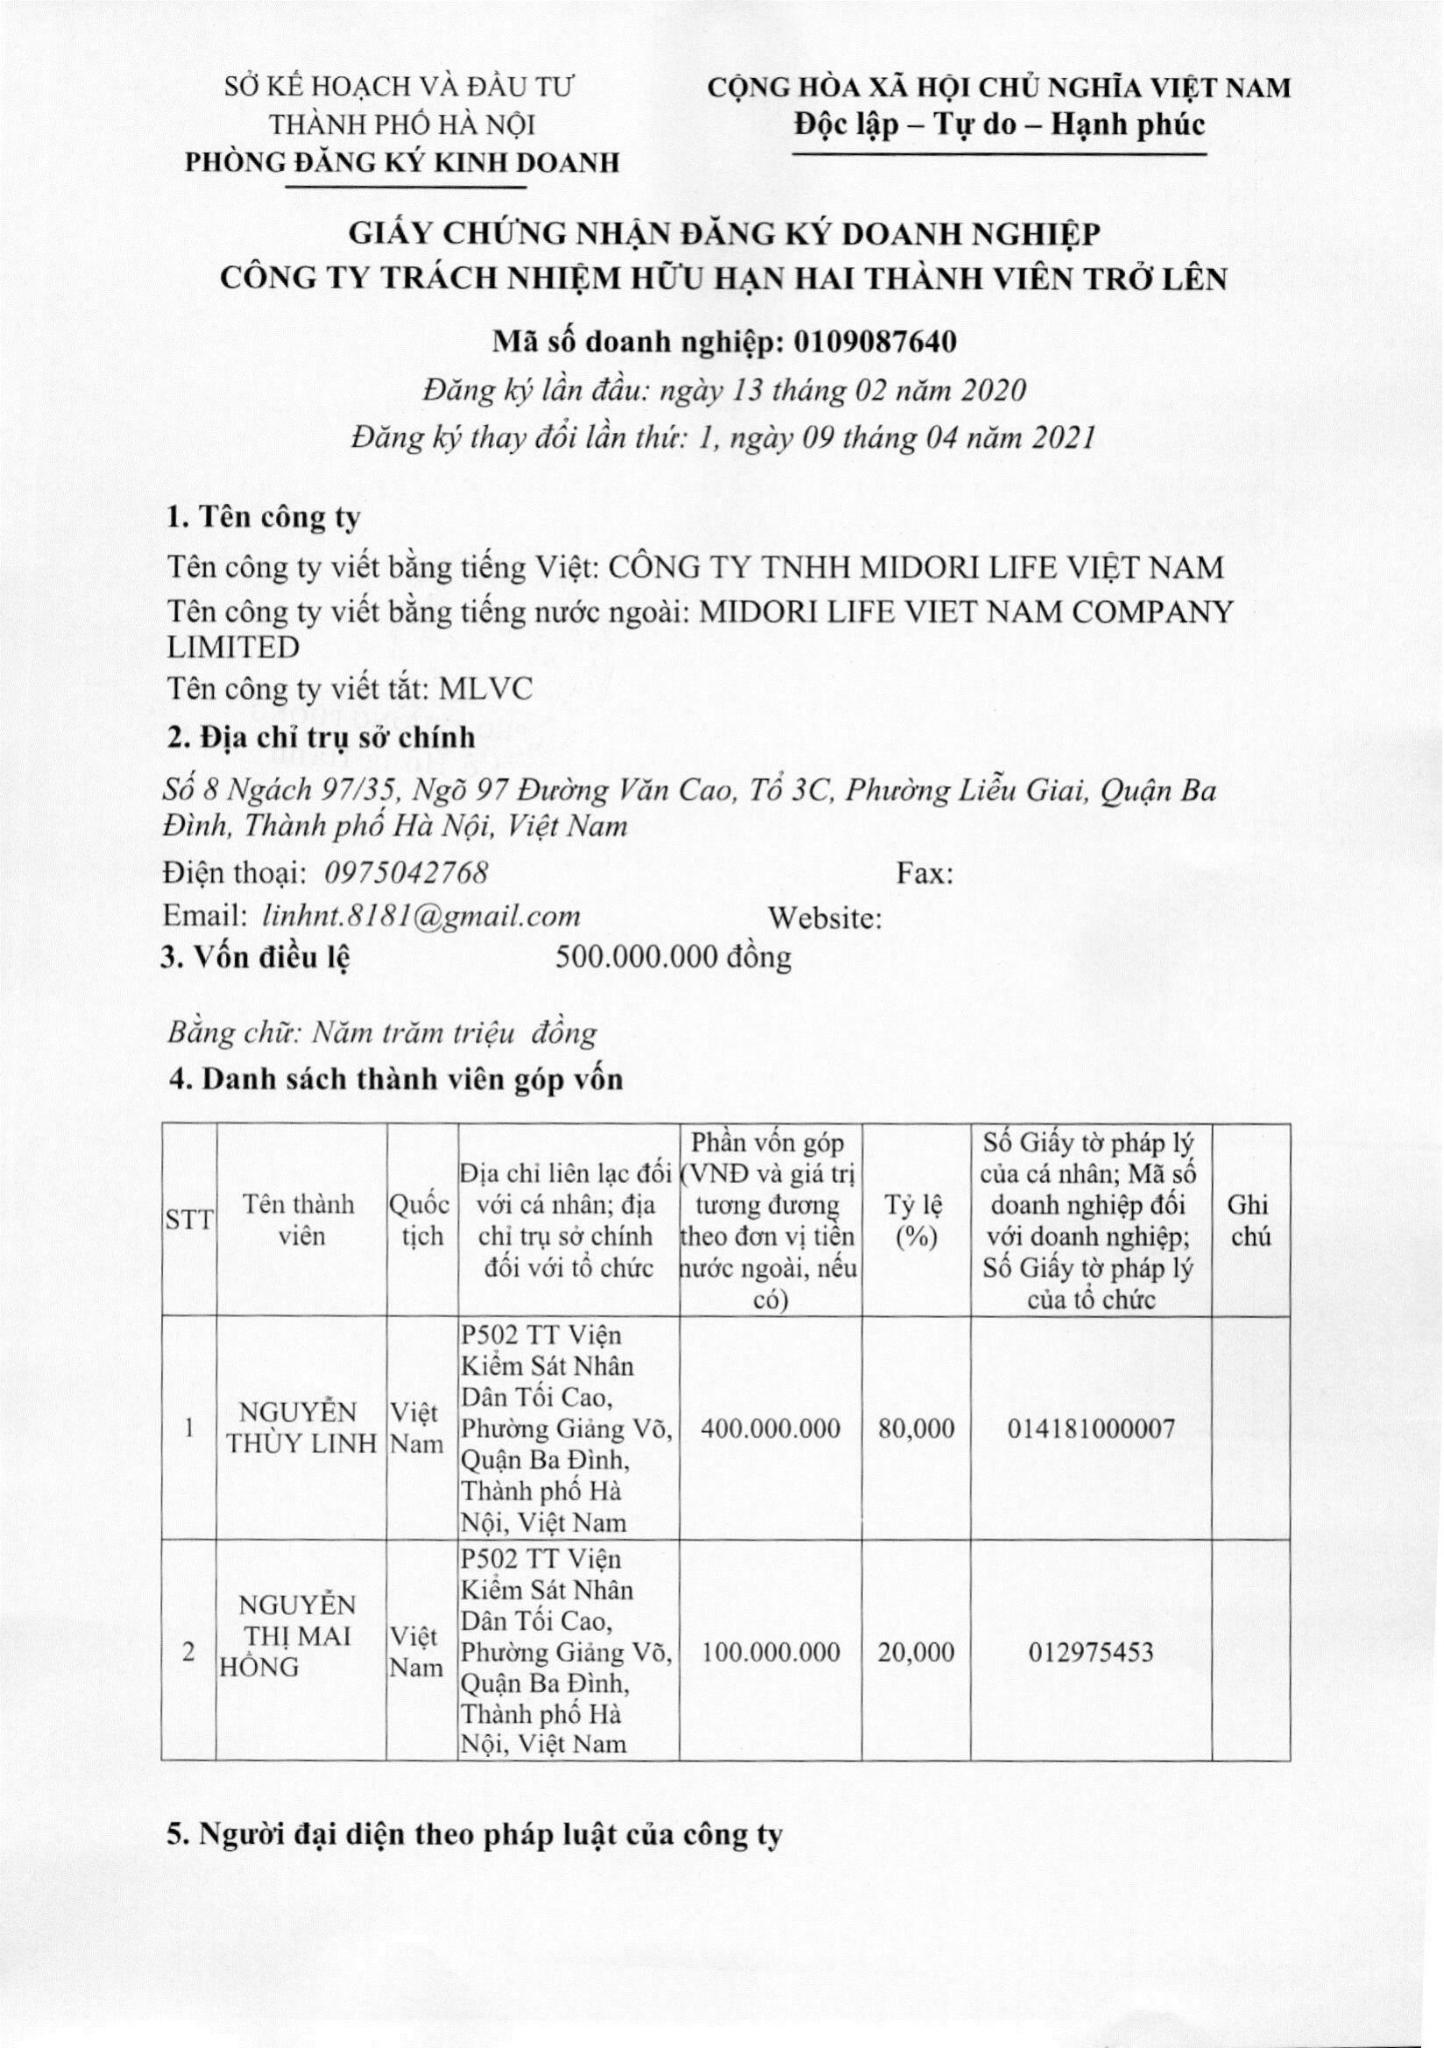 SỞ KẾ HOẠCH VÀ ĐẦU TƯ
THÀNH PHỐ HÀ NỘI
PHÒNG ĐĂNG KÝ KINH DOANH
CỘNG HÒA XÃ HỘI CHỦ NGHĨA VIỆT NAM
Độc lập – Tự do – Hạnh phúc
GIẤY CHỨNG NHẬN ĐĂNG KÝ DOANH NGHIỆP
CÔNG TY TRÁCH NHIỆM HỮU HẠN HAI THÀNH VIÊN TRỞ LÊN
Mã số doanh nghiệp: 0109087640
Đăng ký lần đầu: ngày 13 tháng 02 năm 2020
Đăng ký thay đổi lần thứ: 1, ngày 09 tháng 04 năm 2021
1. Tên công ty
Tên công ty viết bằng tiếng Việt: CÔNG TY TNHH MIDORI LIFE VIỆT NAM
Tên công ty viết bằng tiếng nước ngoài: MIDORI LIFE VIET NAM COMPANY
LIMITED
Tên công ty viết tắt: MLVC
2. Địa chỉ trụ sở chính
Số 8 Ngách 97/35, Ngõ 97 Đường Văn Cao, Tổ 3C, Phường Liễu Giai, Quận Ba
Đình, Thành phố Hà Nội, Việt Nam
Điện thoại: 0975042768 Fax:
Email: linhnt.8181@gmail.com Website:
3. Vốn điều lệ 500.000.000 đồng
Bằng chữ: Năm trăm triệu đồng
4. Danh sách thành viên góp vốn
STT
Tên thành
viên
Quốc
tịch
Địa chỉ liên lạc đối
với cá nhân; địa
chỉ trụ sở chính
đối với tổ chức
Phần vốn góp
(VNĐ và giá trị
tương đương
theo đơn vị tiền
nước ngoài, nếu
có)
Tỷ lệ
(%)
Số Giấy tờ pháp lý
của cá nhân; Mã số
doanh nghiệp đối
với doanh nghiệp;
Số Giấy tờ pháp lý
của tổ chức
Ghi
chú
1
NGUYỄN
THÙY LINH
Việt
Nam
P502 TT Viện
Kiểm Sát Nhân
Dân Tối Cao,
Phường Giảng Võ,
Quận Ba Đình,
Thành phố Hà
Nội, Việt Nam
400.000.000
80,000
014181000007
2
NGUYỄN
THỊ MAI
HỒNG
Việt
Nam
P502 TT Viện
Kiểm Sát Nhân
Dân Tối Cao,
Phường Giảng Võ,
Quận Ba Đình,
Thành phố Hà
Nội, Việt Nam
100.000.000
20,000
012975453
5. Người đại diện theo pháp luật của công ty